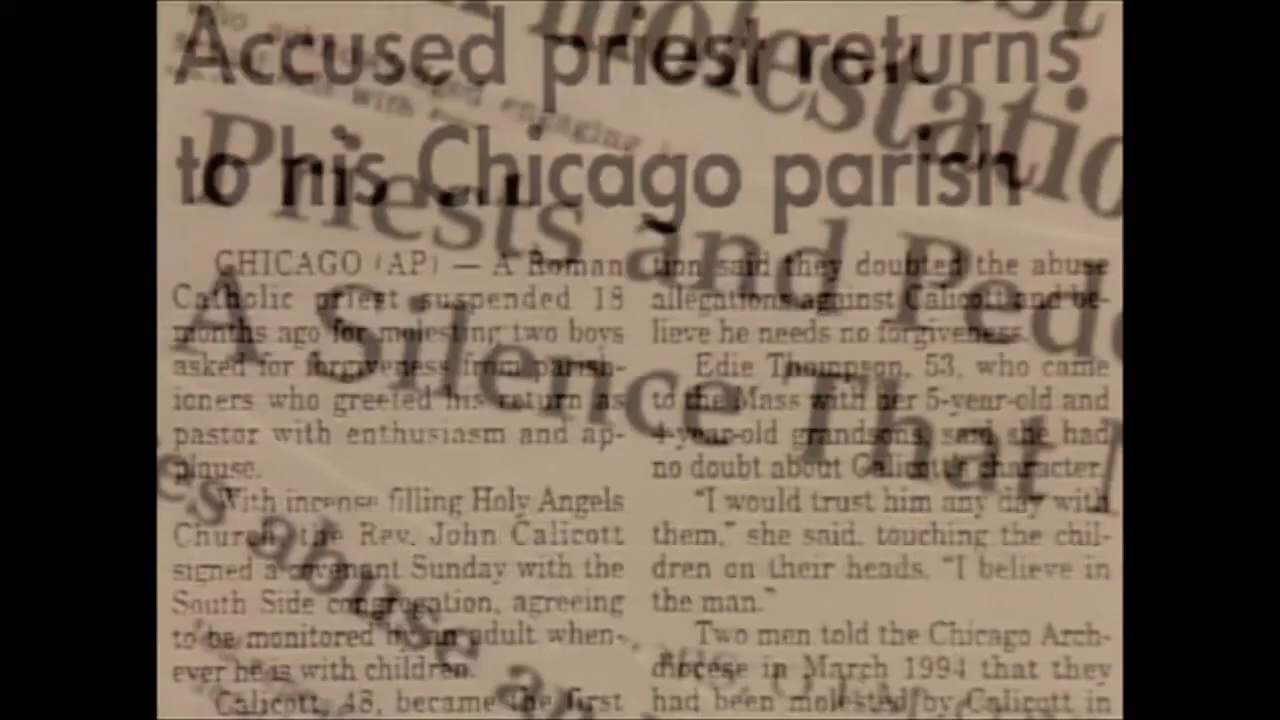 Accused priest returns
to his Chicago parish
CHICAGO (AP) — A Roman
Catholic priest suspended 18
months ago for molesting two boys
asked for forgiveness from parish-
ioners who greeted his return as
pastor with enthusiasm and ap-
plause.
With incense filling Holy Angels
Church, the Rev. John Calicott
signed a covenant Sunday with the
South Side congregation, agreeing
to be monitored by an adult when-
ever he is with children.
Calicott, 48, became the first
tion said they doubted the abuse
allegations against Calicott and be-
lieve he needs no forgiveness.
Edie Thompson, 53, who came
to the Mass with her 5-year-old and
4-year-old grandsons, said she had
no doubt about Calicott's character.
"I would trust him any day with
them," she said, touching the chil-
dren on their heads. "I believe in
the man."
Two men told the Chicago Arch-
diocese in March 1994 that they
had been molested by Calicott in
Priests and Pedo
A Silence That
es abuse
engaging
with